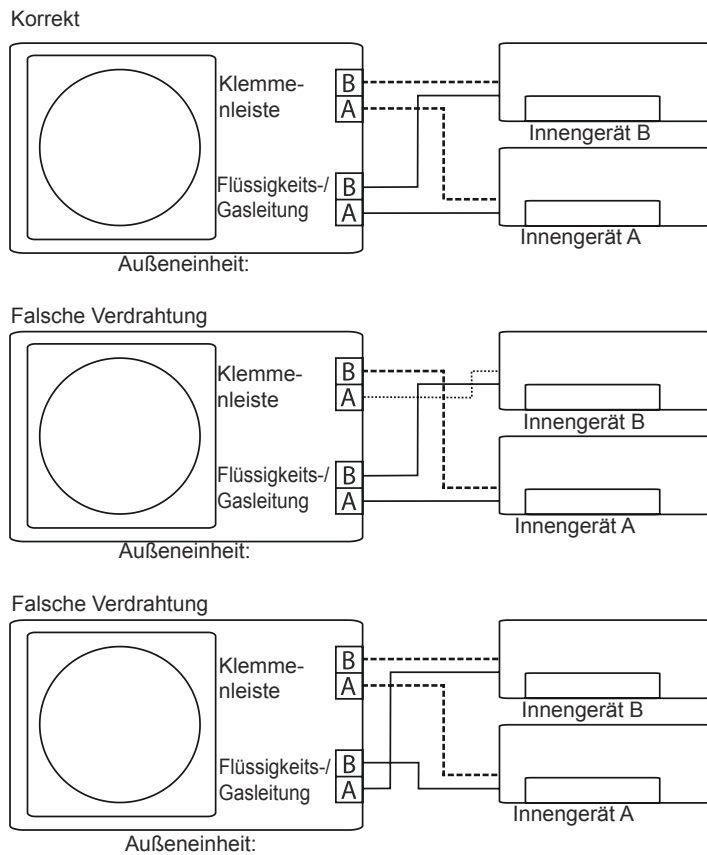 Korrekt
Klemme-
nleiste
B
A
Flüssigkeits-/
Gasleitung
B
A
Innengerät B
Innengerät A
Außeneinheit:
Falsche Verdrahtung
Klemme-
nleiste
B
A
Flüssigkeits-/
Gasleitung
B
A
Innengerät B
Innengerät A
Außeneinheit:
Falsche Verdrahtung
Klemme-
nleiste
B
A
Flüssigkeits-/
Gasleitung
B
A
Innengerät B
Innengerät A
Außeneinheit: